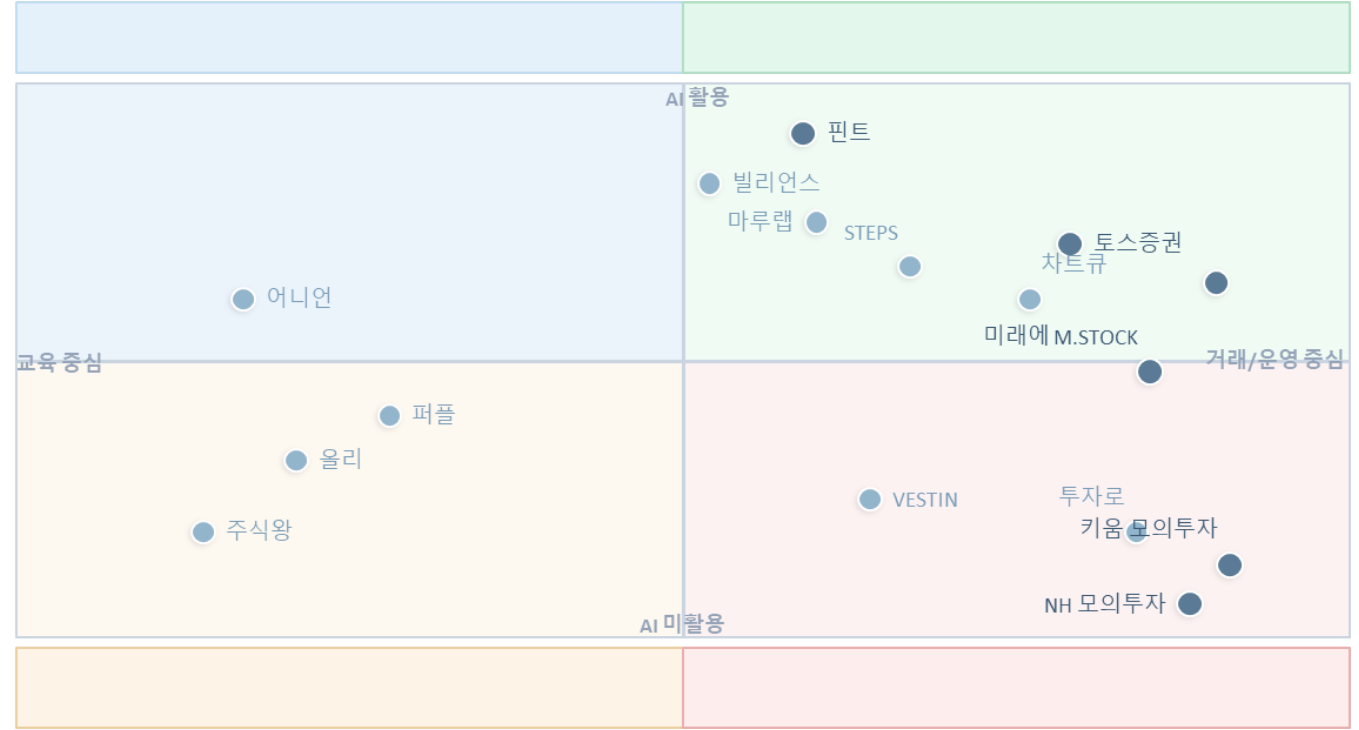 AI 활용
핀트
빌리언스
마루랩
STEPS
토스증권
차트큐
어니언
미래에 M.STOCK
교육 중심
거래/운영 중심
퍼플
올리
주식왕
VESTIN
투자로
키움 모의투자
NH 모의투자
AI 미활용